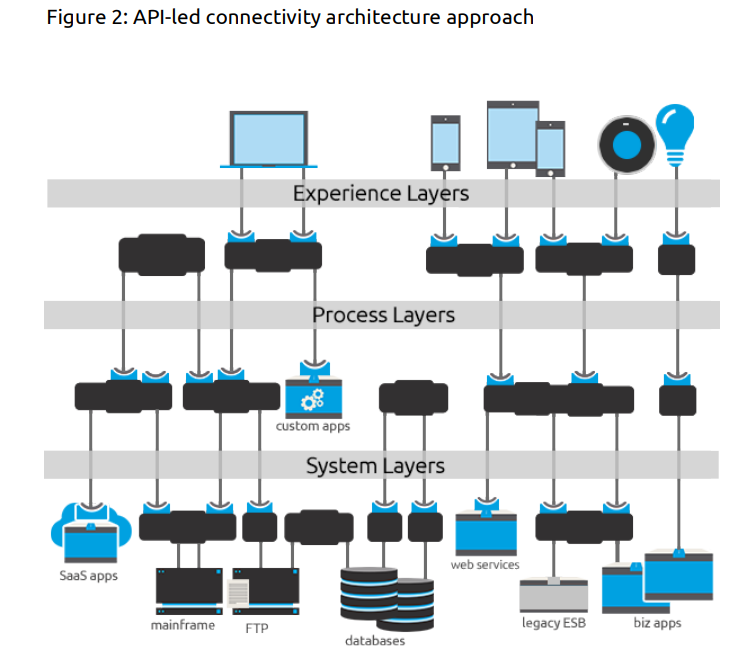 Figure 2: API-led connectivity architecture approach
Experience Layers
Process Layers
custom apps
System Layers
SaaS apps
mainframe
FTP
databases
web services
legacy ESB
biz apps